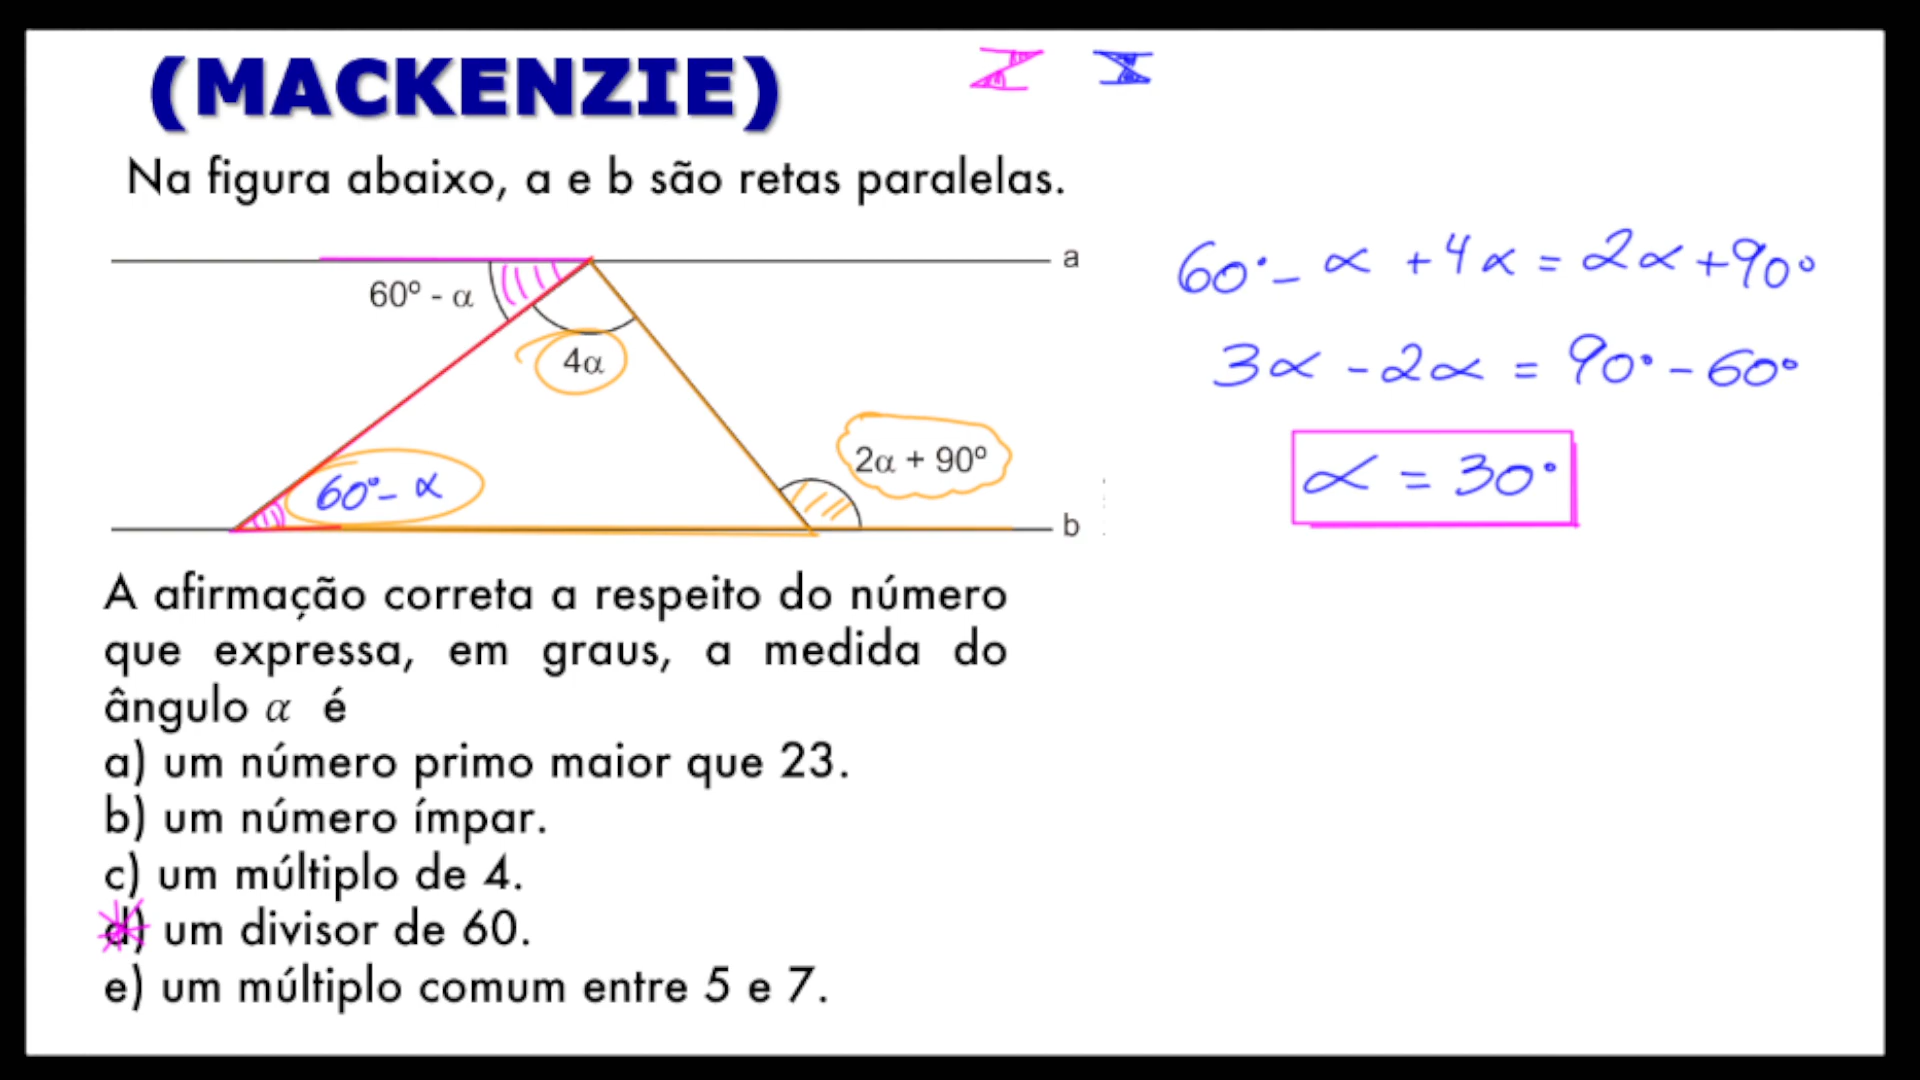 (MACKENZIE)
Na figura abaixo, a e b são retas paralelas.
a
60º - α
4α
2α + 90º
60° - α
b
60° - α + 4α = 2α + 90°
3α - 2α = 90° - 60°
α = 30°
A afirmação correta a respeito do número
que expressa, em graus, a medida do
ângulo α é
a) um número primo maior que 23.
b) um número ímpar.
c) um múltiplo de 4.
d) um divisor de 60.
e) um múltiplo comum entre 5 e 7.